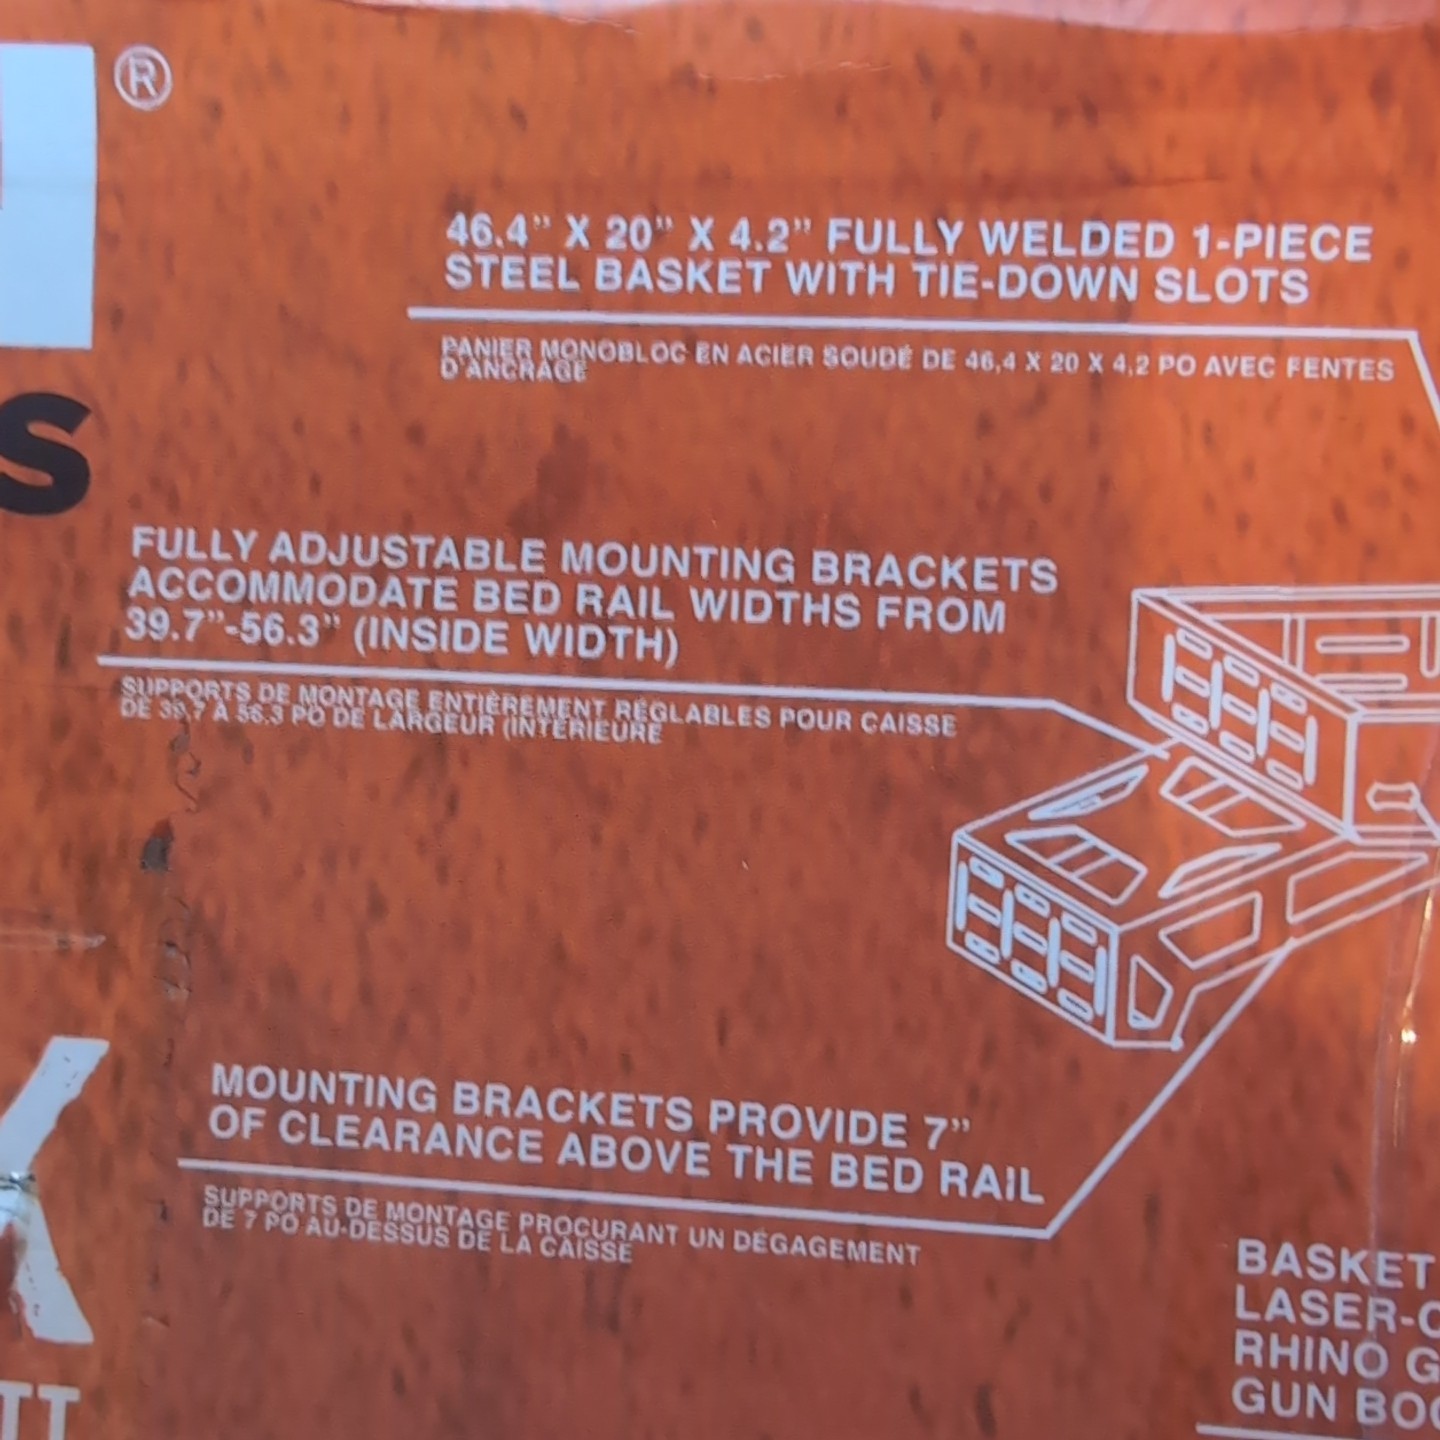 ®
46.4” X 20” X 4.2” FULLY WELDED 1-PIECE
STEEL BASKET WITH TIE-DOWN SLOTS
PANIER MONOBLOC EN ACIER SOUDÉ DE 46,4 X 20 X 4,2 PO AVEC FENTES
D'ANCRAGE
S
FULLY ADJUSTABLE MOUNTING BRACKETS
ACCOMMODATE BED RAIL WIDTHS FROM
39.7”-56.3” (INSIDE WIDTH)
SUPPORTS DE MONTAGE ENTIÈREMENT RÉGLABLES POUR CAISSE
DE 39,7 À 56,3 PO DE LARGEUR (INTÉRIEURE
MOUNTING BRACKETS PROVIDE 7”
OF CLEARANCE ABOVE THE BED RAIL
SUPPORTS DE MONTAGE PROCURANT UN DÉGAGEMENT
DE 7 PO AU-DESSUS DE LA CAISSE
BASKET
LASER-
RHINO
GUN